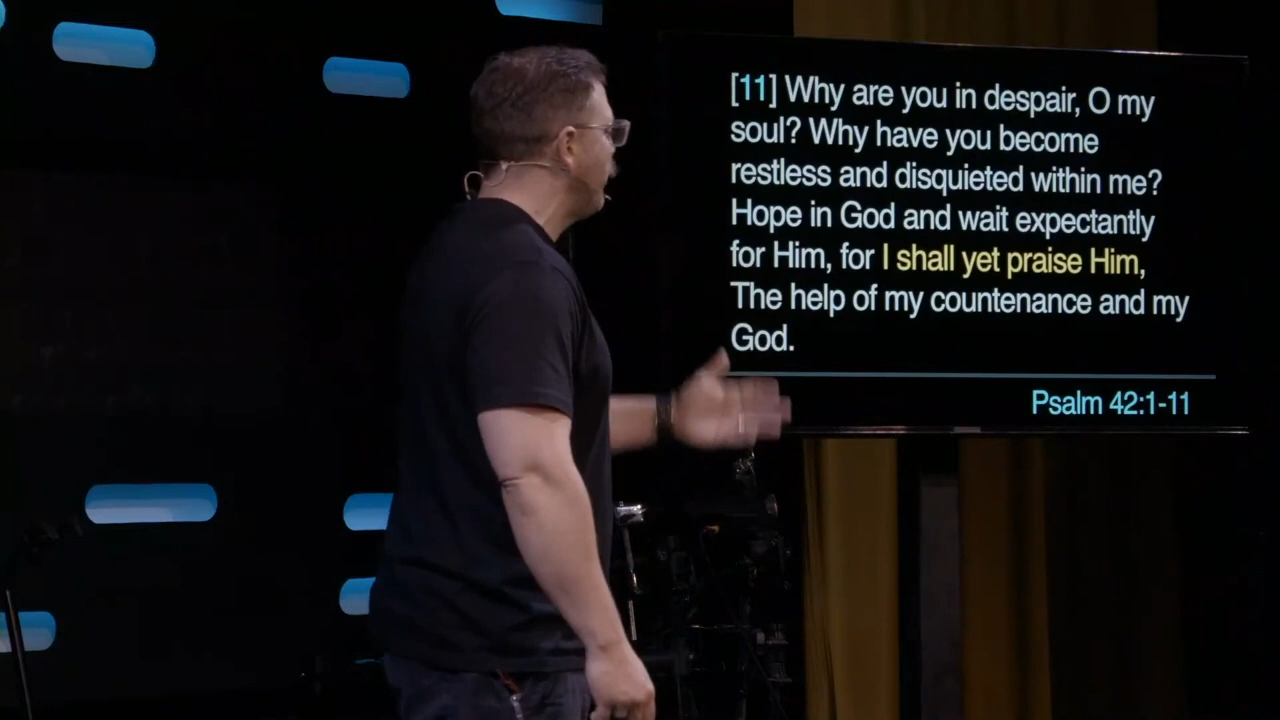 [11] Why are you in despair, O my
soul? Why have you become
restless and disquieted within me?
Hope in God and wait expectantly
for Him, for I shall yet praise Him,
The help of my countenance and my
God.
Psalm 42:1-11